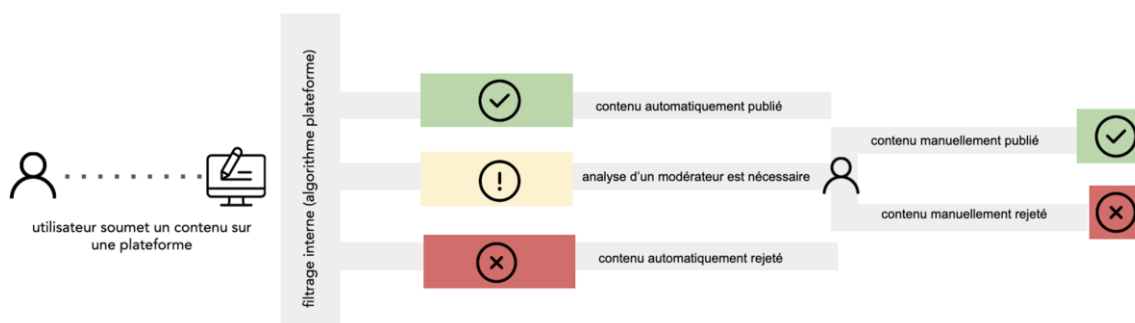 utilisateur soumet un contenu sur
une plateforme
filtrage interne (algorithme plateforme)
contenu automatiquement publié
analyse d’un modérateur est nécessaire
contenu automatiquement rejeté
contenu manuellement publié
contenu manuellement rejeté